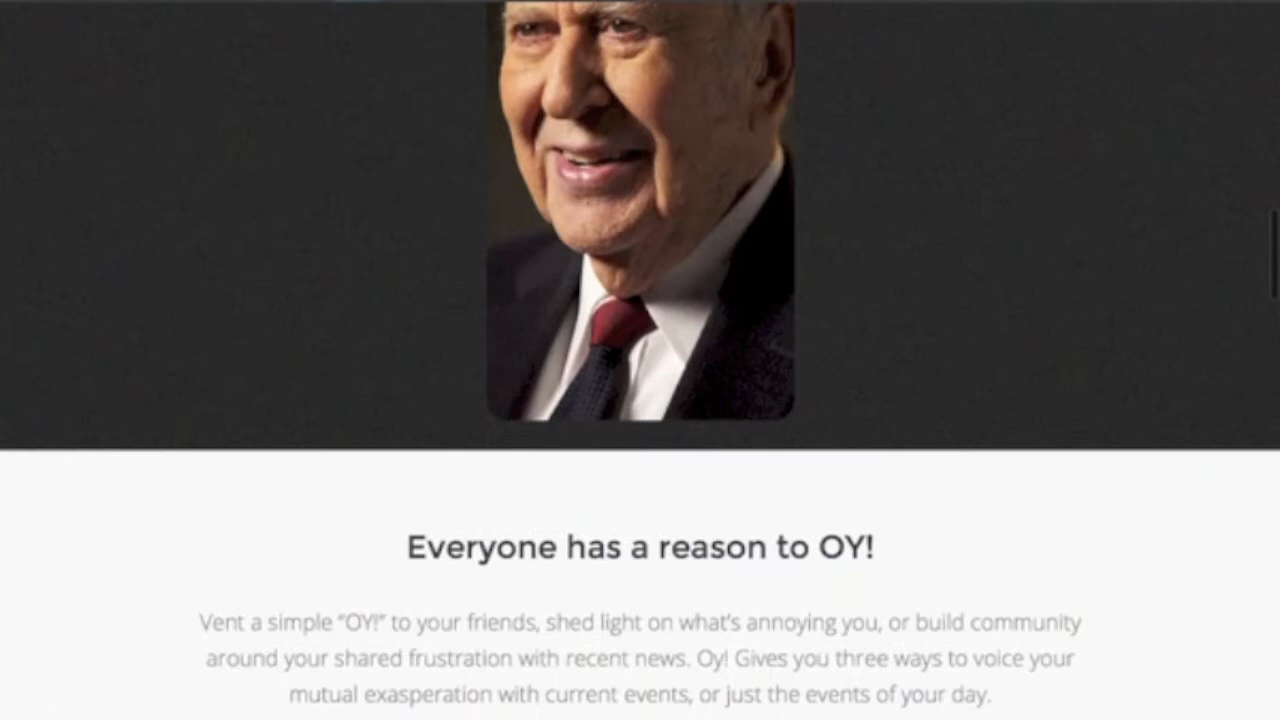 Everyone has a reason to OY!
Vent a simple “OY!” to your friends, shed light on what’s annoying you, or build community
around your shared frustration with recent news. Oy! Gives you three ways to voice your
mutual exasperation with current events, or just the events of your day.